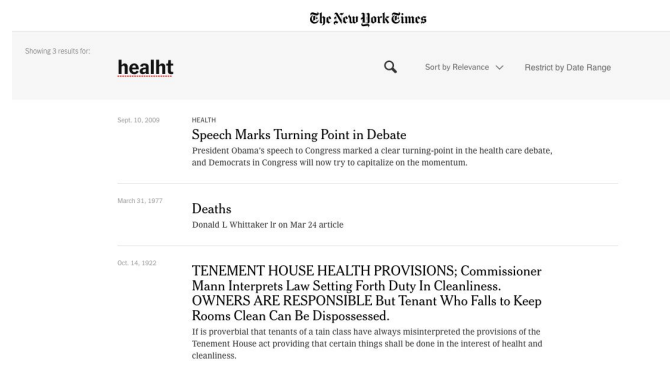 The New York Times
Showing 3 results for:
healht
Sort by Relevance
Restrict by Date Range
Sept. 10, 2009
HEALTH
Speech Marks Turning Point in Debate
President Obama's speech to Congress marked a clear turning-point in the health care debate,
and Democrats in Congress will now try to capitalize on the momentum.
March 31, 1977
Deaths
Donald L Whittaker lr on Mar 24 article
Oct. 14, 1922
TENEMENT HOUSE HEALTH PROVISIONS; Commissioner
Mann Interprets Law Setting Forth Duty In Cleanliness.
OWNERS ARE RESPONSIBLE But Tenant Who Falls to Keep
Rooms Clean Can Be Dispossessed.
If is proverbial that tenants of a tain class have always misinterpreted the provisions of the
Tenement House act providing that certain things shall be done in the interest of healht and
cleanliness.